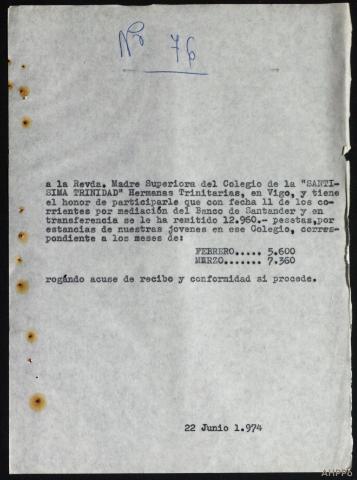 Nº 76
a la Revda. Madre Superiora del Colegio de la "SANTI-
SIMA TRINIDAD" Hermanas Trinitarias, en Vigo, y tiene
el honor de participarle que con fecha 11 de los co-
rrientes por mediación del Banco de Santander y en
transferencia se le ha remitido 12.960.- pesetas,por
estancias de nuestras jovenes en ese Colegio, corres-
pondiente a los meses de:
FEBRERO..... 5.600
MARZO....... 7.360
rogándo acuse de recibo y conformidad si procede.
22 Junio 1.974
AHPPo